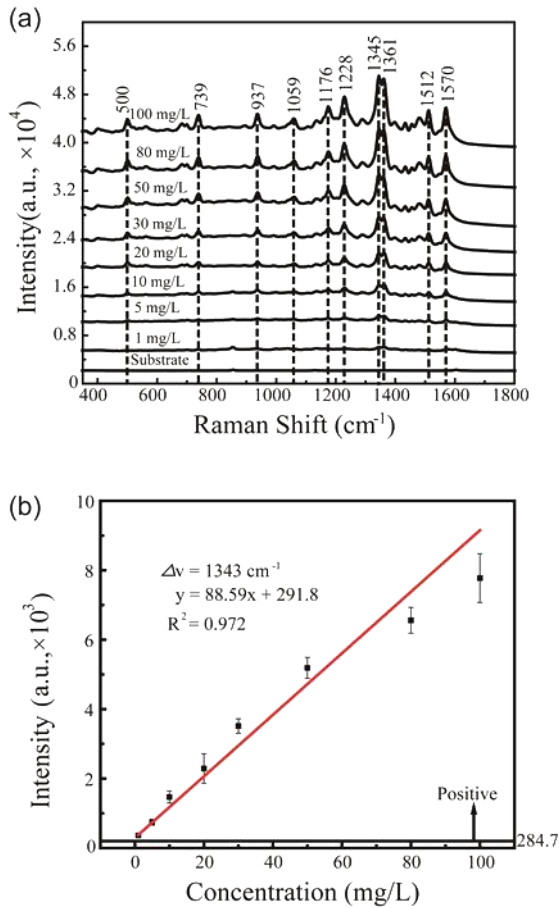 (a)
Intensity(a.u., ×10⁴)
5.6
4.8
4.0
3.2
2.4
1.6
0.8
0
500
739
937
1059
1176
1228
1345
1361
1512
1570
100 mg/L
80 mg/L
50 mg/L
30 mg/L
20 mg/L
10 mg/L
5 mg/L
1 mg/L
Substrate
400 600 800 1000 1200 1400 1600 1800
Raman Shift (cm⁻¹)
(b)
Intensity (a.u.,×10³)
10
8
6
4
2
0
Δv = 1343 cm⁻¹
y = 88.59x + 291.8
R² = 0.972
Positive
284.7
0 20 40 60 80 100
Concentration (mg/L)